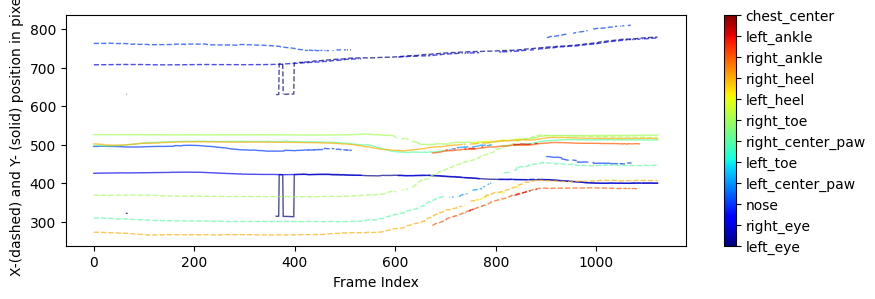 X-(dashed) and Y- (solid) position in pixe
800
700
600
500
400
300
0
200
400
600
800
1000
Frame Index
chest_center
left_ankle
right_ankle
right_heel
left_heel
right_toe
right_center_paw
left_toe
left_center_paw
nose
right_eye
left_eye